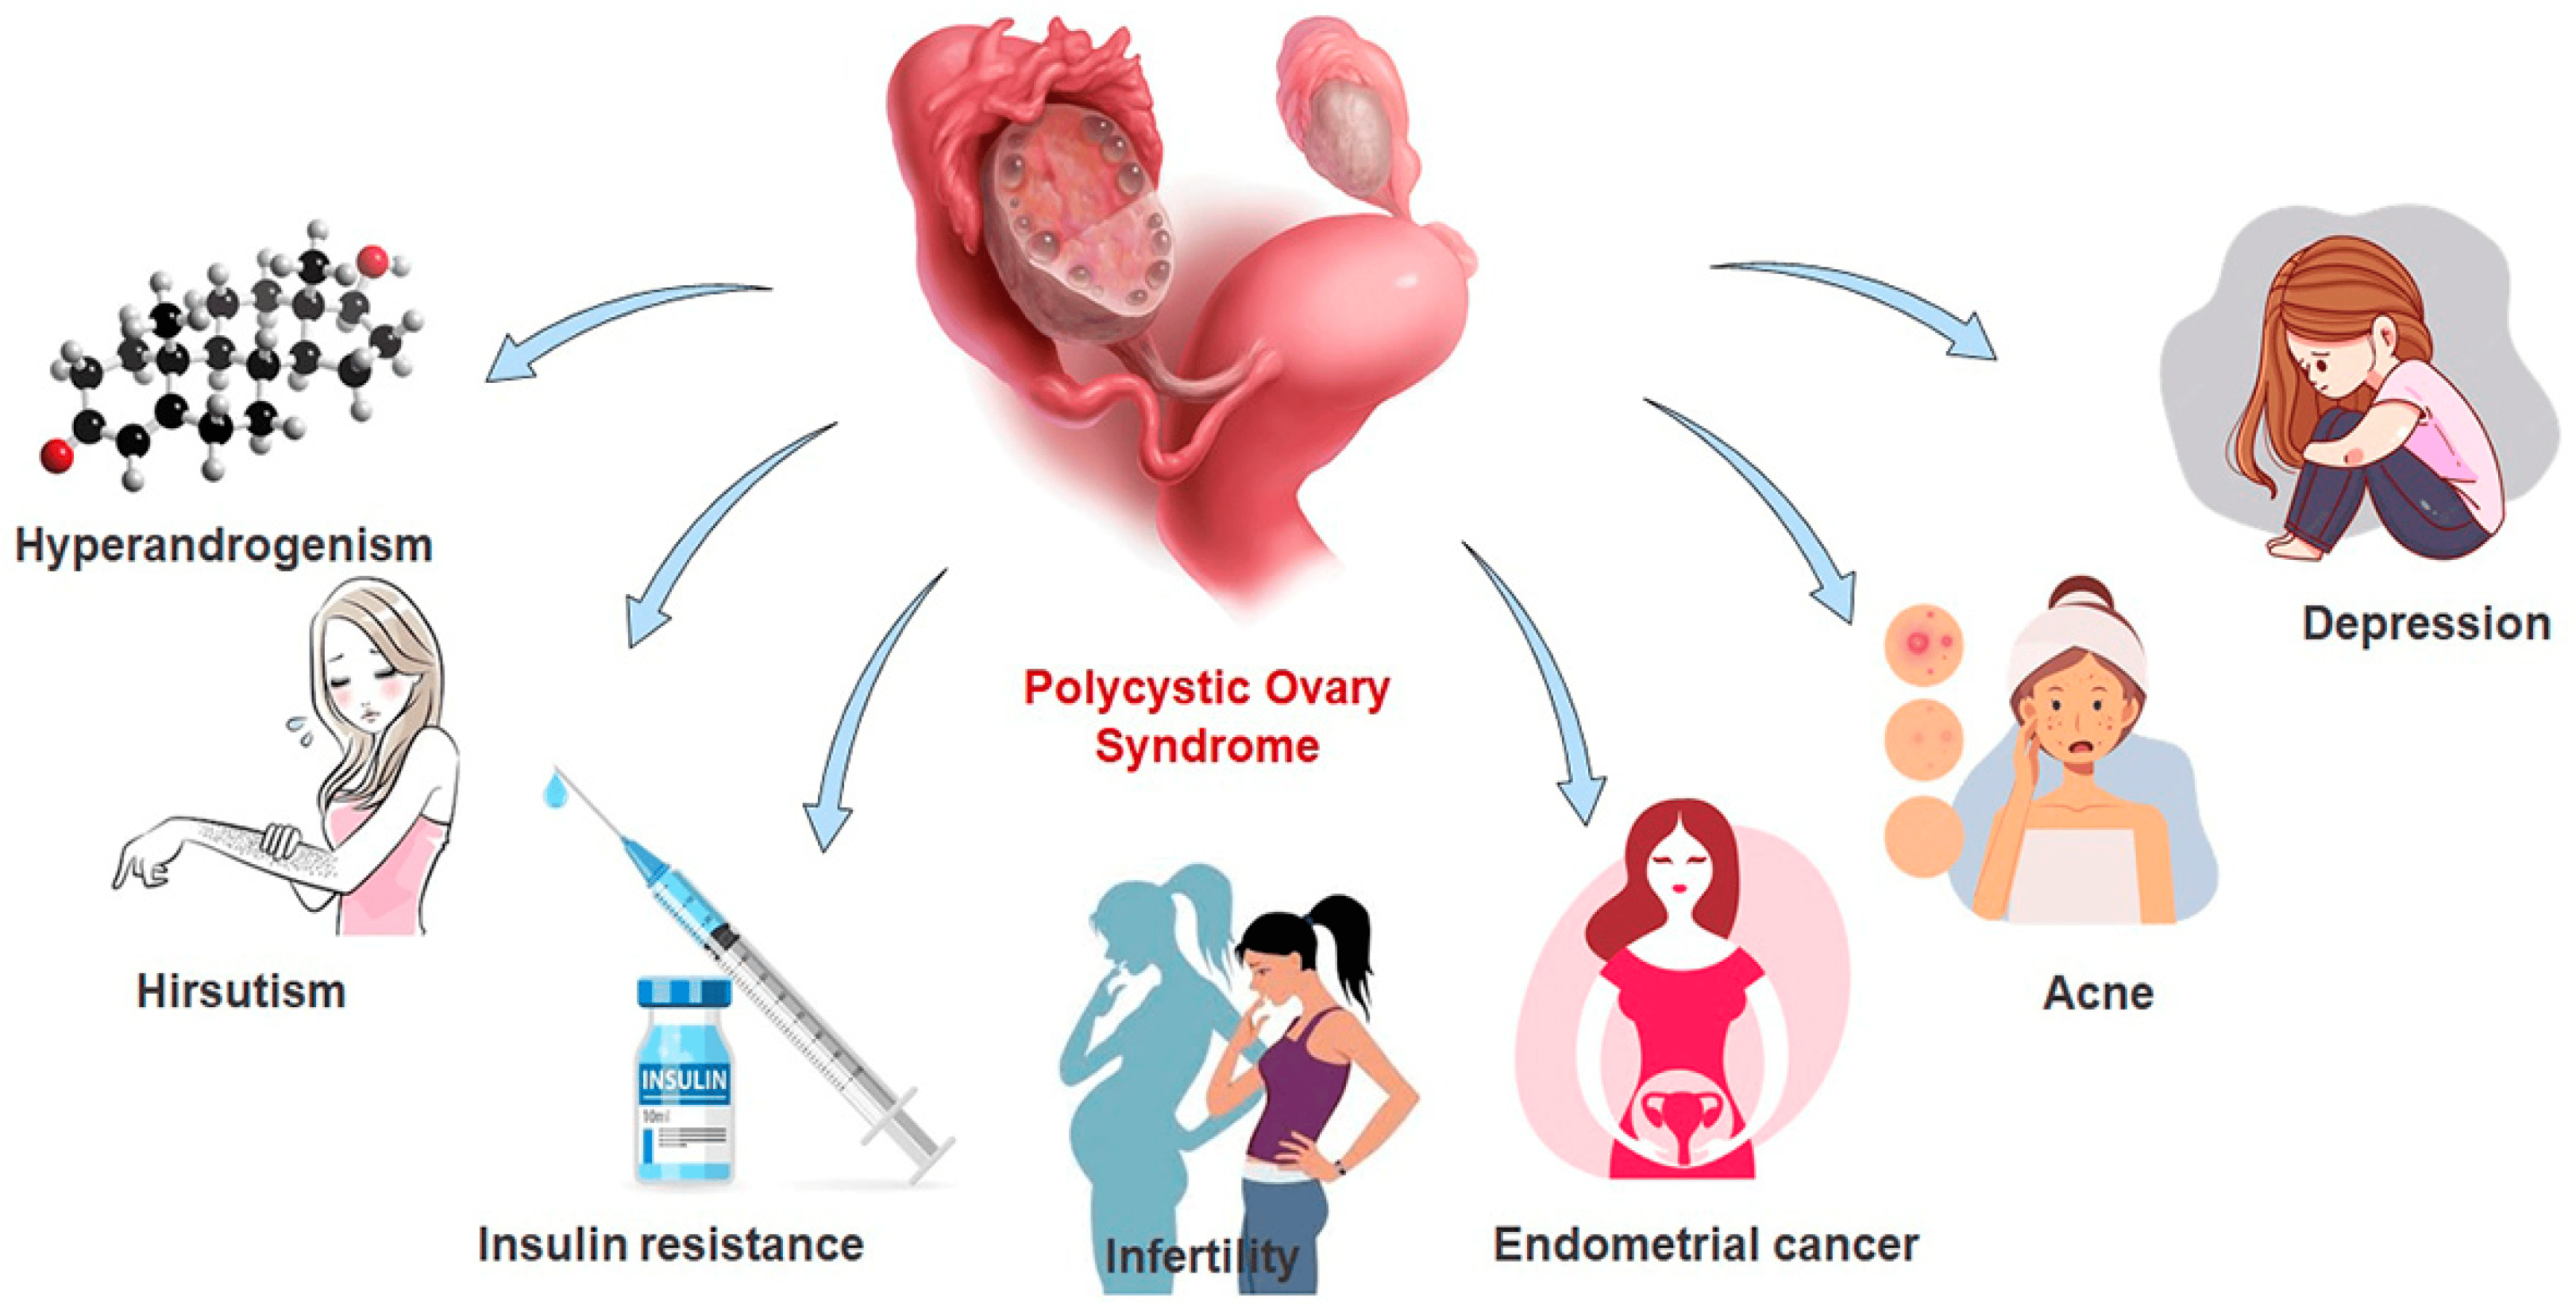 Hyperandrogenism
Depression
Polycystic Ovary
Syndrome
Hirsutism
Acne
INSULIN
10ml
Insulin resistance
Infertility
Endometrial cancer